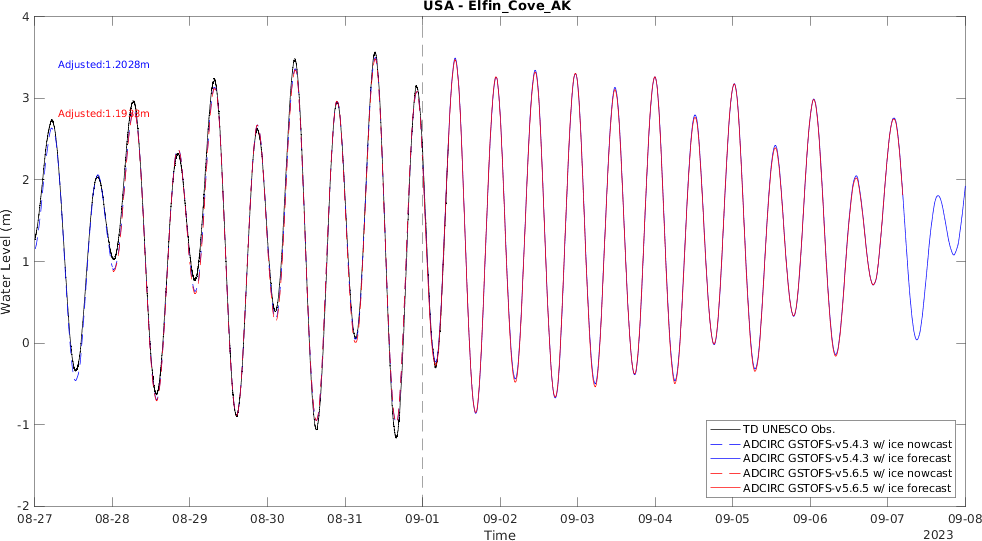 USA - Elfin_Cove_AK
Adjusted:1.2028m
4
3
2
1
0
-1
-2
Water Level (m)
08-27 08-28 08-29 08-30 08-31 09-01 09-02 09-03 09-04 09-05 09-06 09-07 09-08
Time
2023
TD UNESCO Obs.
ADCIRC GSTOFS-v5.4.3 w/ ice nowcast
ADCIRC GSTOFS-v5.4.3 w/ ice forecast
ADCIRC GSTOFS-v5.6.5 w/ ice nowcast
ADCIRC GSTOFS-v5.6.5 w/ ice forecast